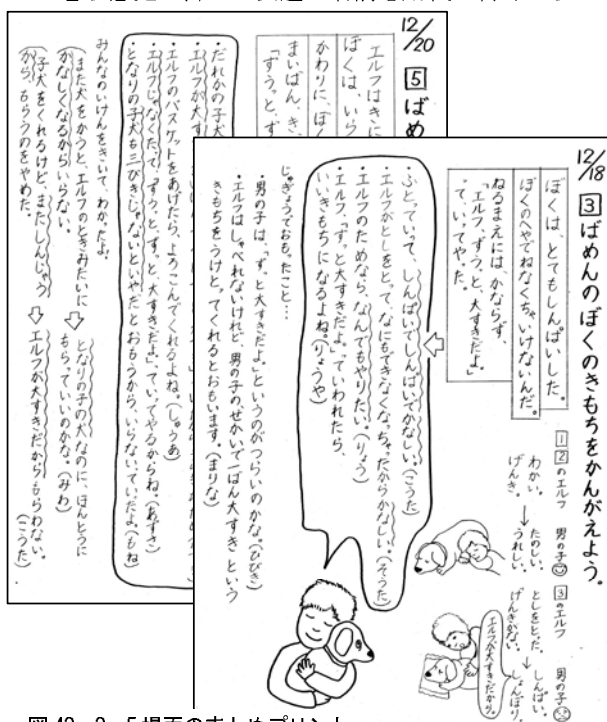 12/20
5 ばめ
エルフはきに
ぼくは、いら
かわりに、ぼく
まいばん、き
「ずうっと、ず
だれかの子犬
エルフが大す
エルフのバスケットをあげたら、よろこんでくれるよね。(しゅうあ)
エルフじゃなくたって「ずうっと、ずっと、大すきだよ」っていってやるからね。(あずさ)
となりの子犬も三びきじゃないといやだとおもうから、いらないっていったよ。(もね)
みんなのいけんをきいて、わかったよ。
(また犬をかうと、エルフのときみたいに
かなしくなるからいらない。
となりの子の犬なのに、ほんとうに
もらっていいのかな。(みわ)
(子犬をくれるけど、またしんじゃう
から、もらうのをやめた。
エルフが大すきだからもらわない。
(こうた)
12/18
3 ばめんのぼくのきもちをかんがえよう。
ぼくは、とてもしんぱいした。
ぼくのへやでねなくちゃいけないんだ。
ねるまえには、かならず、
「エルフ、ずうっと、大すきだよ。」
って、いってやった。
1 2 のエルフ
わかい。
げんき。
男の子
たのしい。
うれしい。
3 のエルフ
としをとった。
げんきがない。
男の子
しんぱい。
しょんぼり。
エルフが大すきだから。
・ふとっていって、しんぱいでしんぱいでかなしい。(こうた)
・エルフがとしをとって、なにもできなくなっちゃったからかなしい。(そうた)
・エルフのためなら、なんでもやりたい。(りょう)
・エルフ、「ずっと大すきだよ。」っていわれたら、
いいきもちになるよね。(りょうや)
じゅぎょうでおもったこと…
・男の子は、「ずっと大すきだよ」というのがつらいのかな。(ひびき)
・エルフはしゃべれないけれど男の子のせかいで一ばん大すきという
きもちをうけとってくれるとおもいます。(まりな)